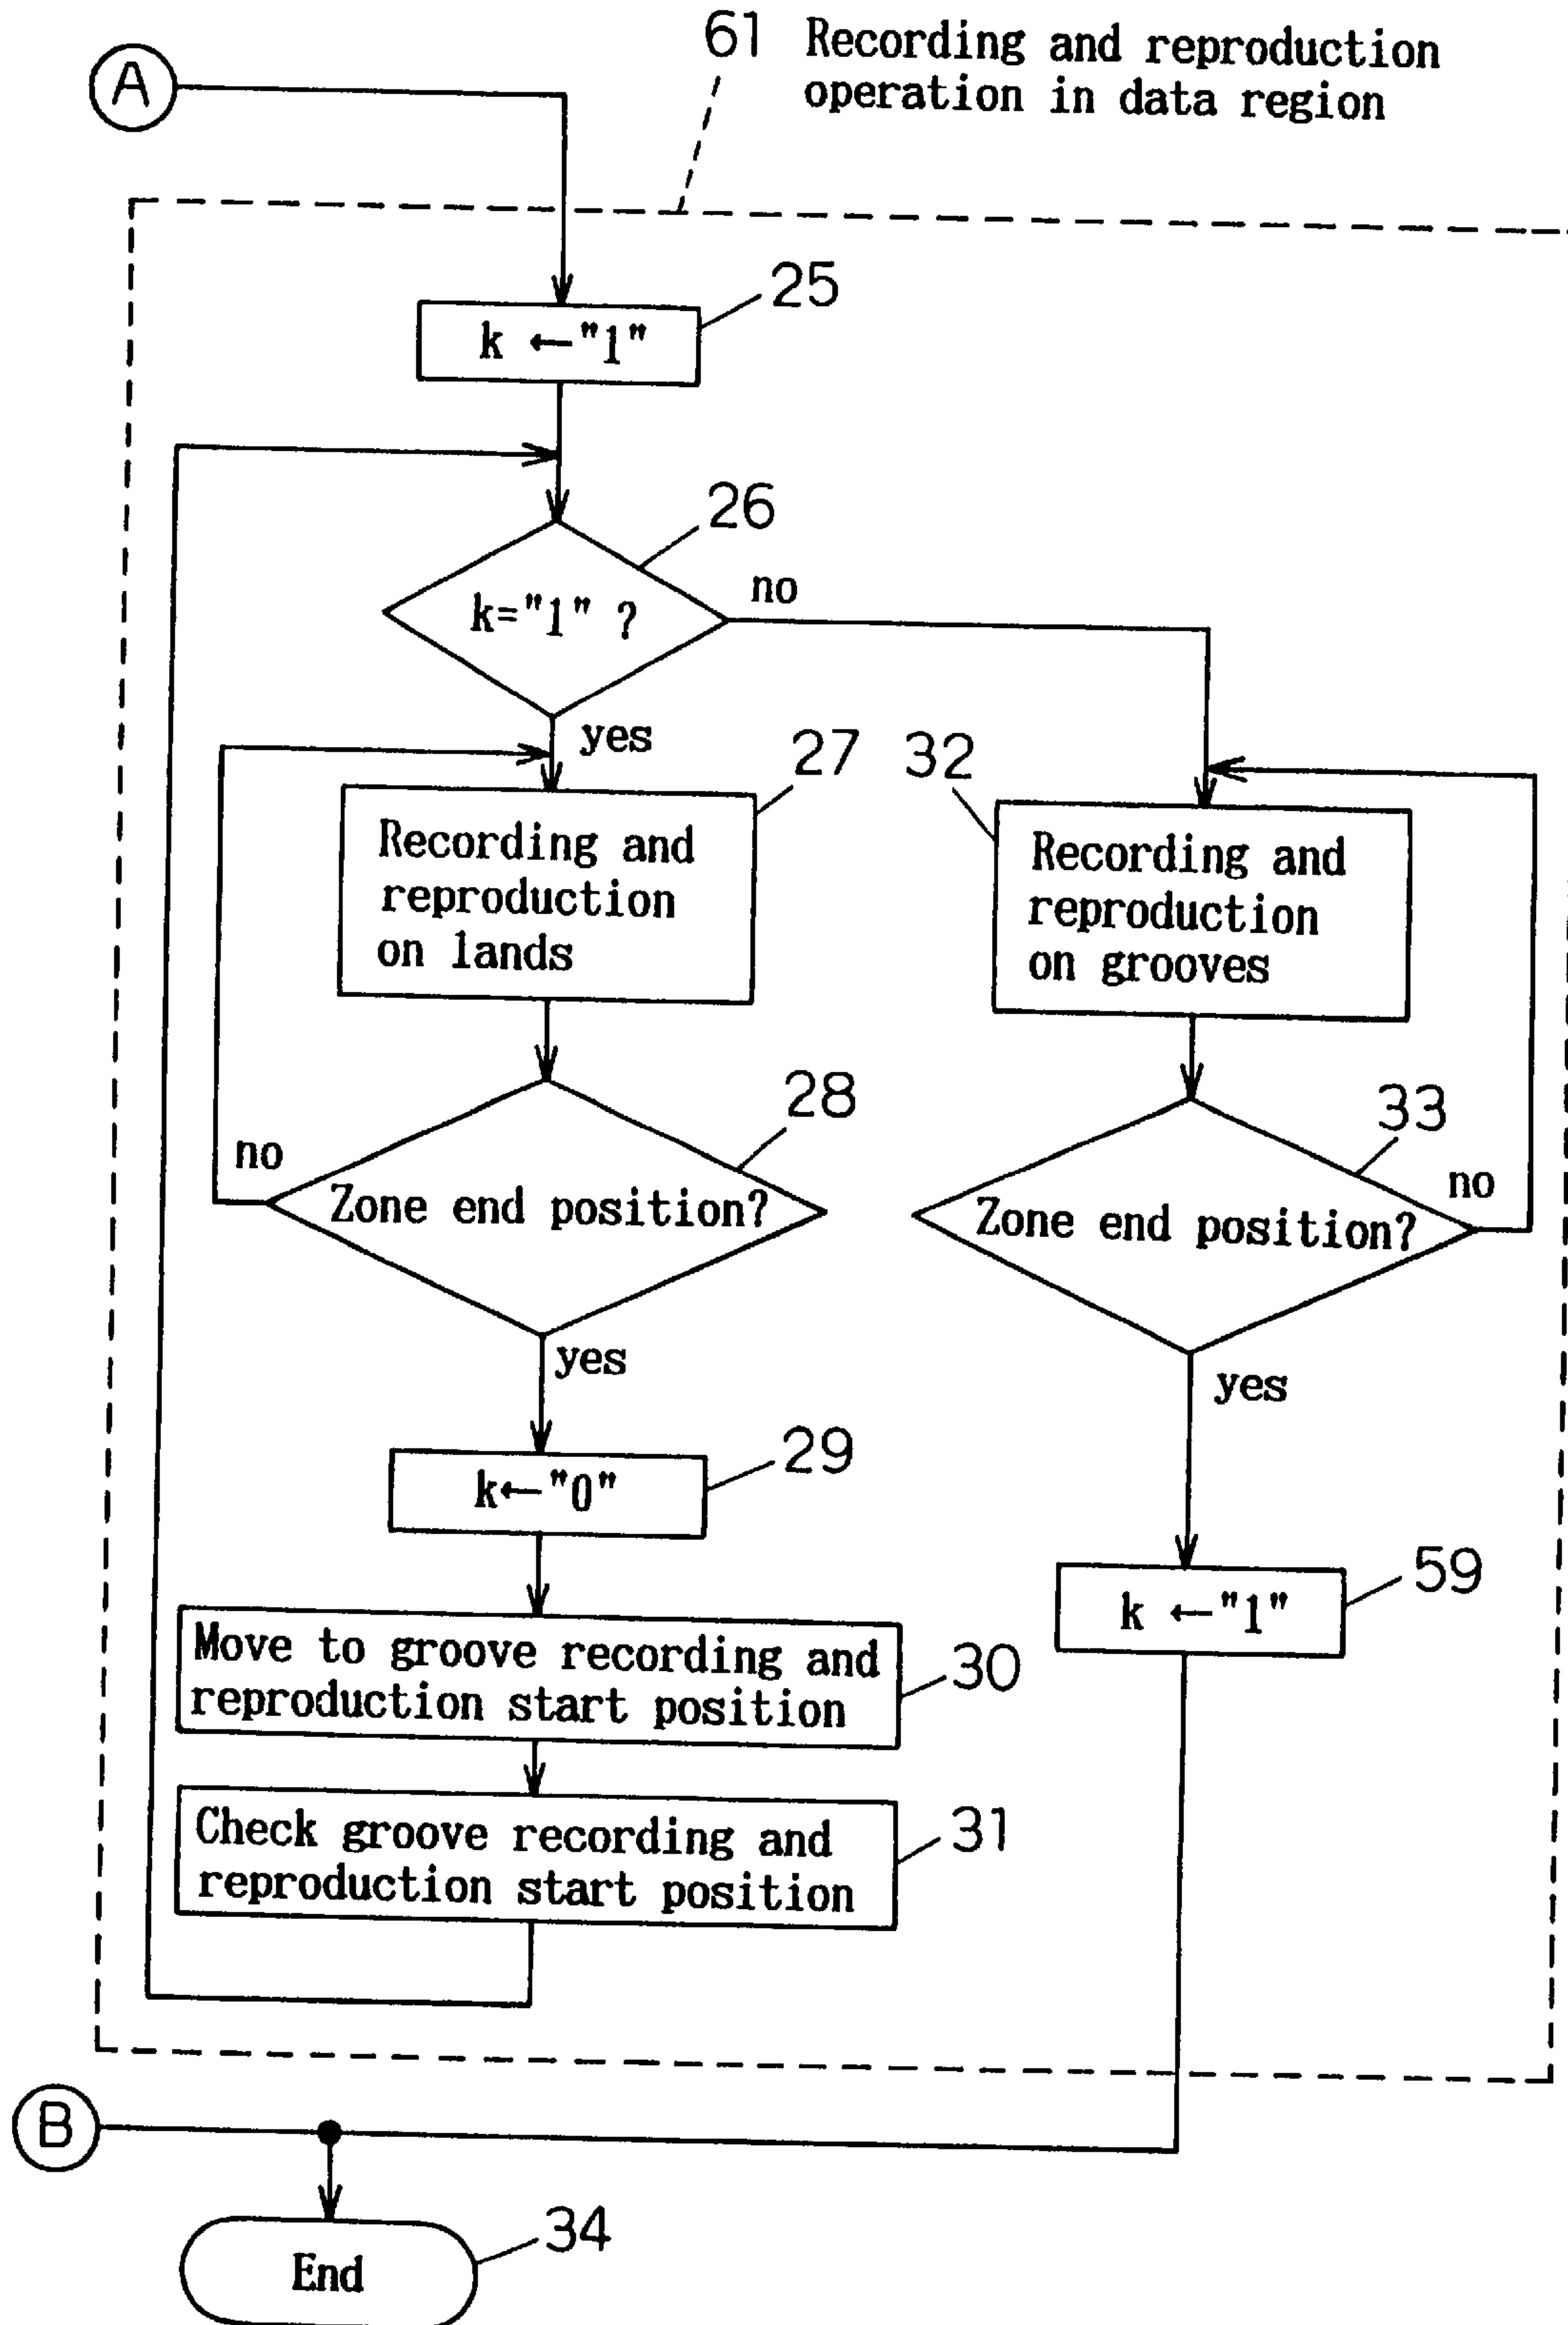 61 Recording and reproduction
operation in data region
A
25
k ←"1"
26
k="1" ?
no
yes
27
32
Recording and
reproduction
on lands
Recording and
reproduction
on grooves
28
33
no
Zone end position?
no
Zone end position?
yes
yes
29
k←"0"
59
k ←"1"
Move to groove recording and
reproduction start position
30
Check groove recording and
reproduction start position
31
B
34
End